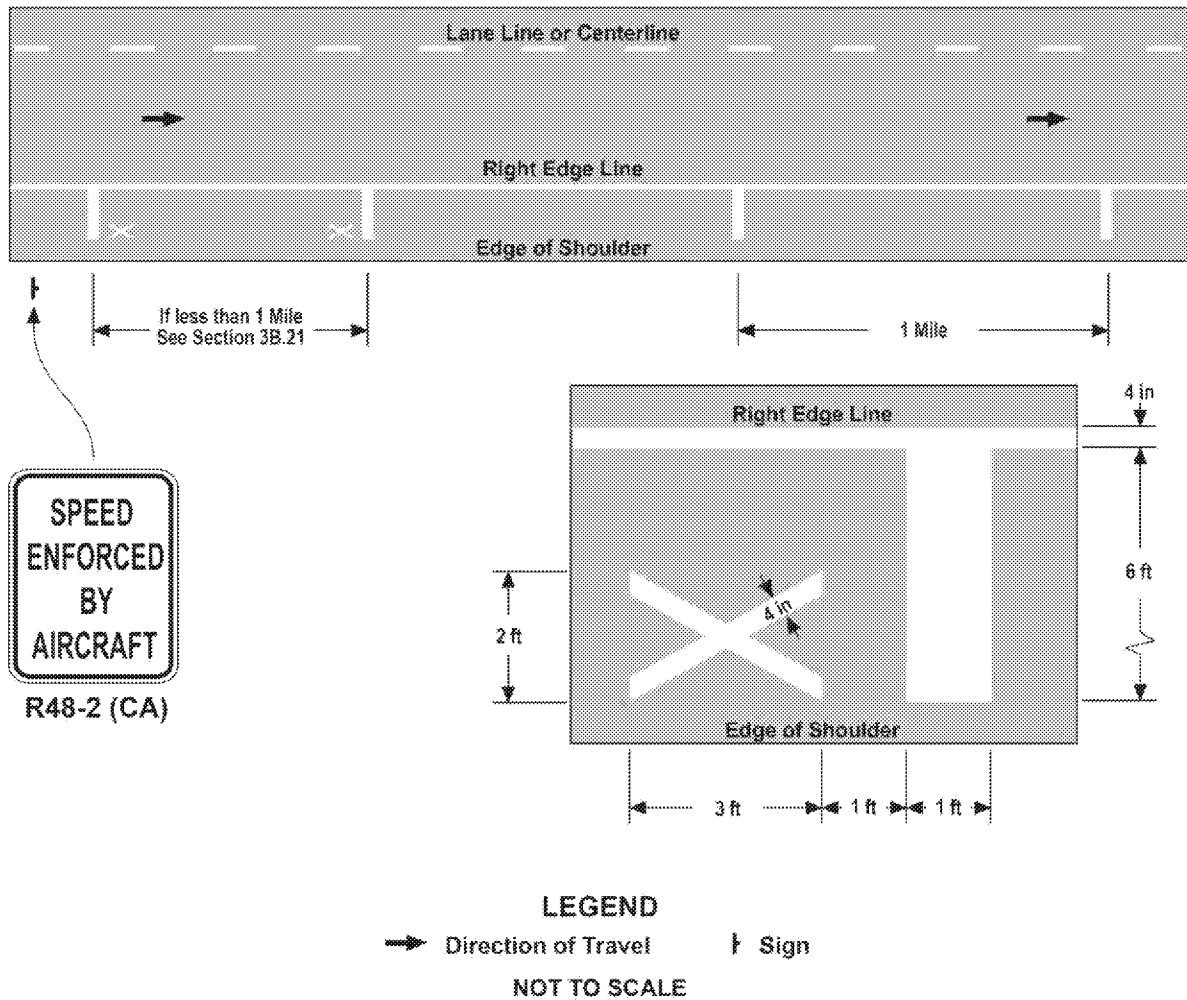 Lane Line or Centerline
Right Edge Line
Edge of Shoulder
If less than 1 Mile
See Section 3B.21
1 Mile
SPEED
ENFORCED
BY
AIRCRAFT
R48-2 (CA)
Right Edge Line
4 in
6 ft
2 ft
4 in
Edge of Shoulder
3 ft
1 ft
1 ft
LEGEND
Direction of Travel
Sign
NOT TO SCALE